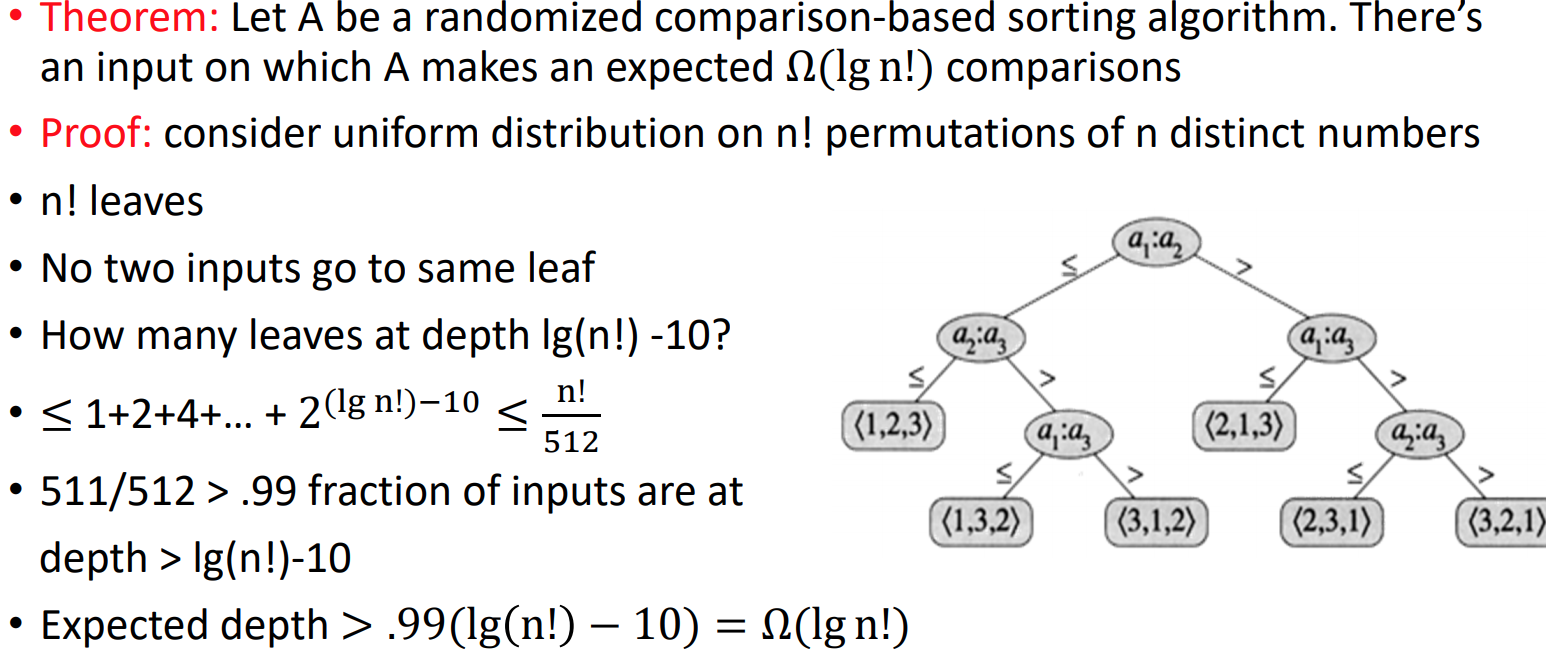 • Theorem: Let A be a randomized comparison-based sorting algorithm. There's
an input on which A makes an expected Ω(lg n!) comparisons
• Proof: consider uniform distribution on n! permutations of n distinct numbers
• n! leaves
• No two inputs go to same leaf
• How many leaves at depth lg(n!) -10?
• ≤ 1+2+4+... + 2^{(lg n!)−10} ≤ \frac{n!}{512}
• 511/512 > .99 fraction of inputs are at
depth > lg(n!)-10
• Expected depth > .99(lg(n!) − 10) = Ω(lg n!)
a₁:a₂
≤ >
a₂:a₃ a₁:a₃
≤ > ≤ >
⟨1,2,3⟩ a₁:a₃ ⟨2,1,3⟩ a₂:a₃
≤ > ≤ >
⟨1,3,2⟩ ⟨3,1,2⟩ ⟨2,3,1⟩ ⟨3,2,1⟩